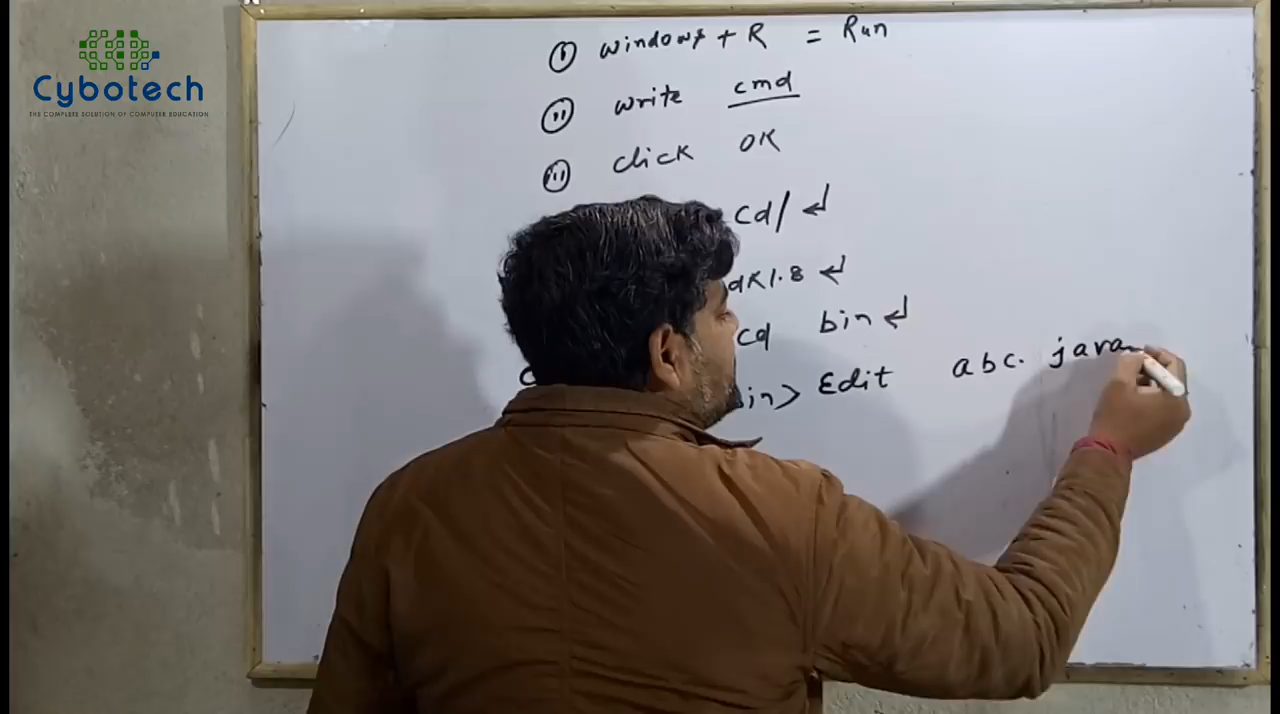 Cybotech
THE COMPLETE SOLUTION OF COMPUTER EDUCATION
(i) windows + R = Run
(ii) write cmd
(iii) click OK
cd/ ↵
dK1.8 ↵
cd bin ↵
bin> Edit abc. java